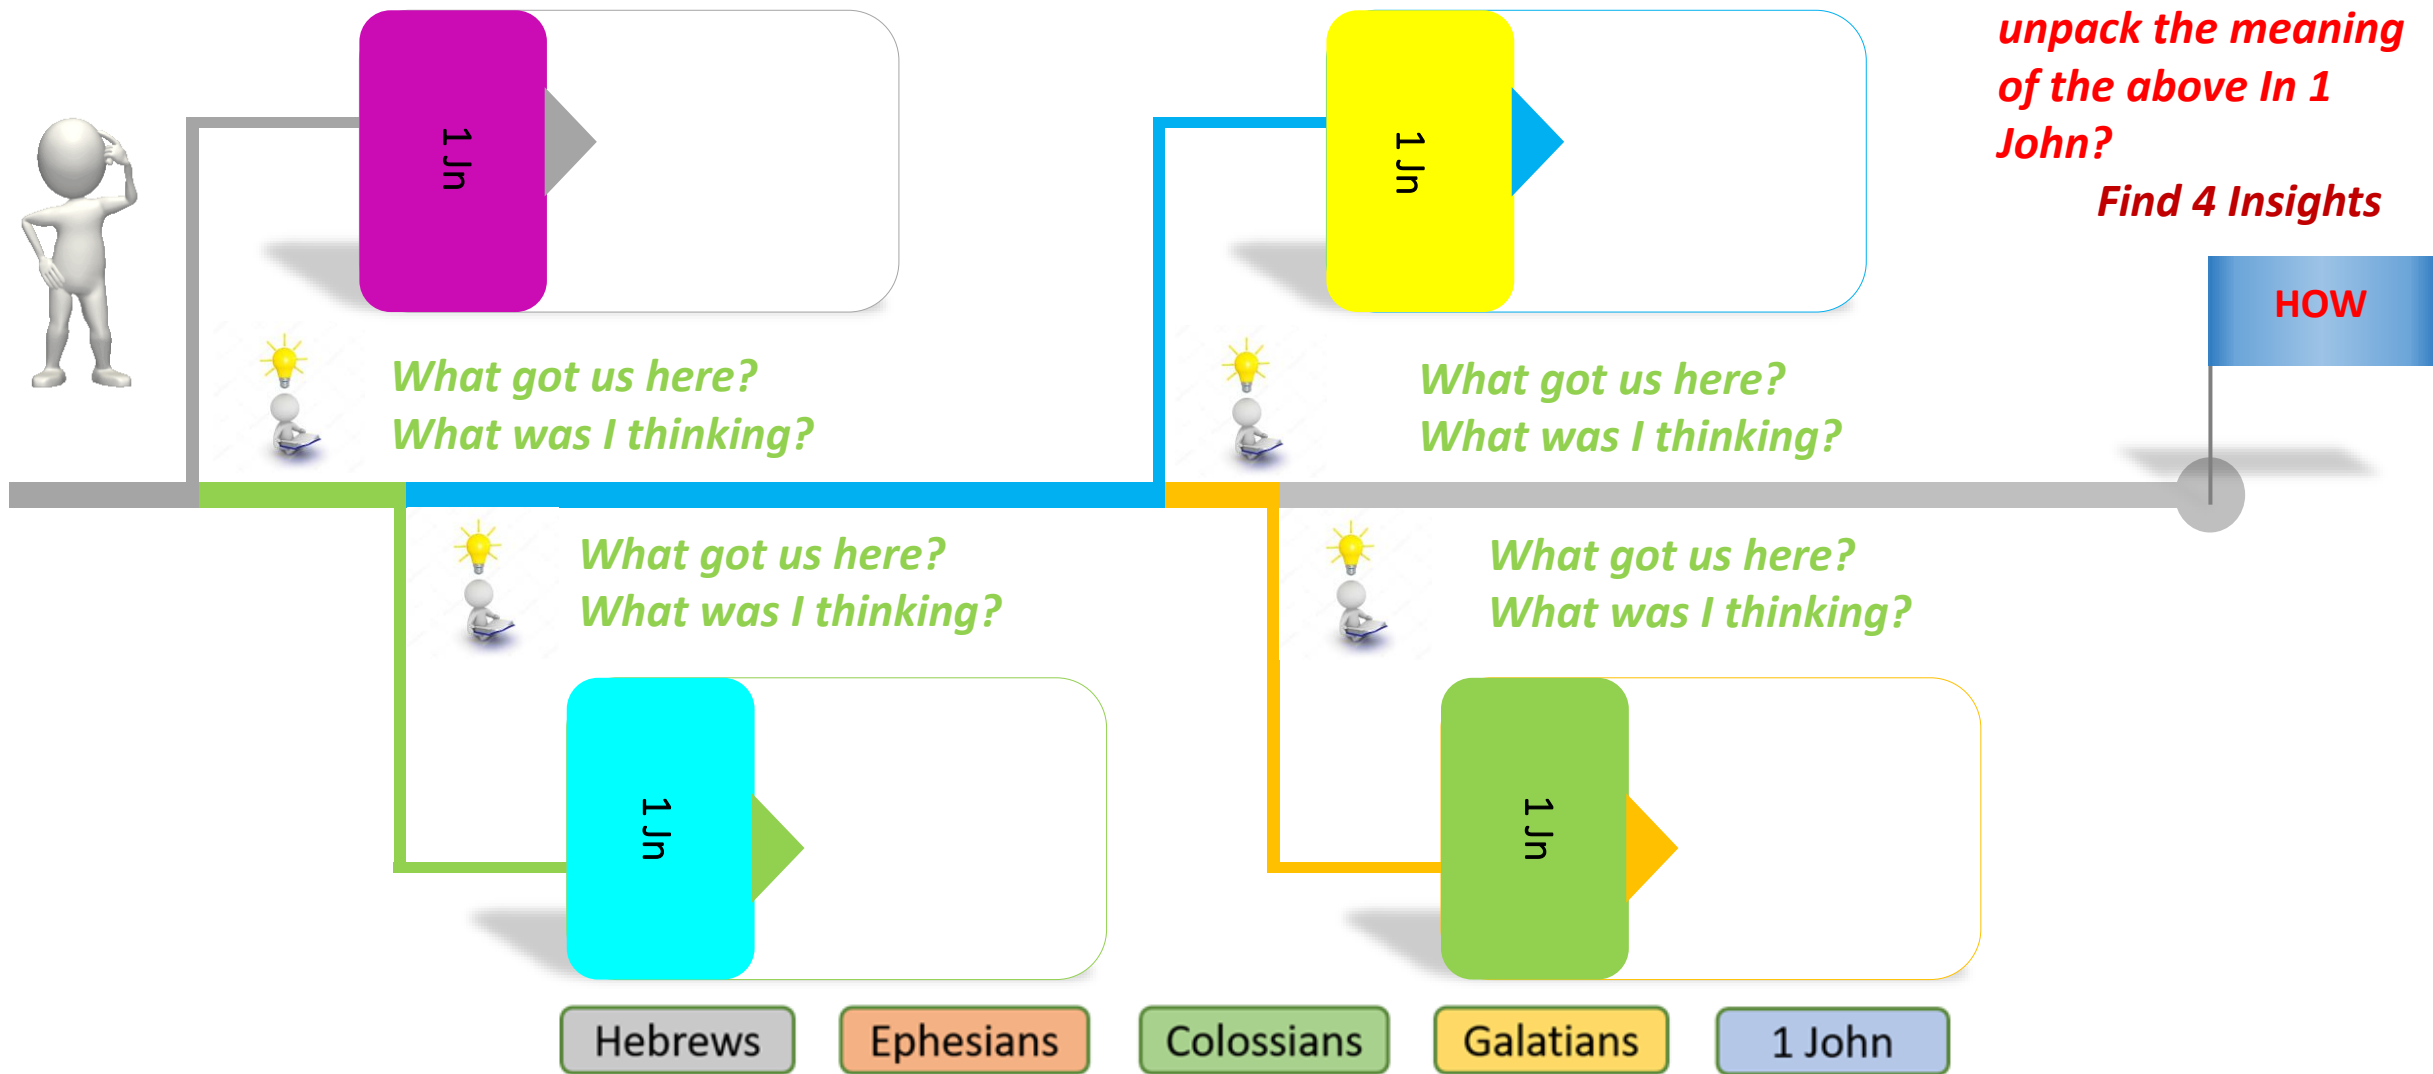 unpack the meaning
of the above In 1
John?
Find 4 Insights
1 Jn
1 Jn
HOW
What got us here?
What was I thinking?
What got us here?
What was I thinking?
What got us here?
What was I thinking?
What got us here?
What was I thinking?
1 Jn
1 Jn
Hebrews
Ephesians
Colossians
Galatians
1 John